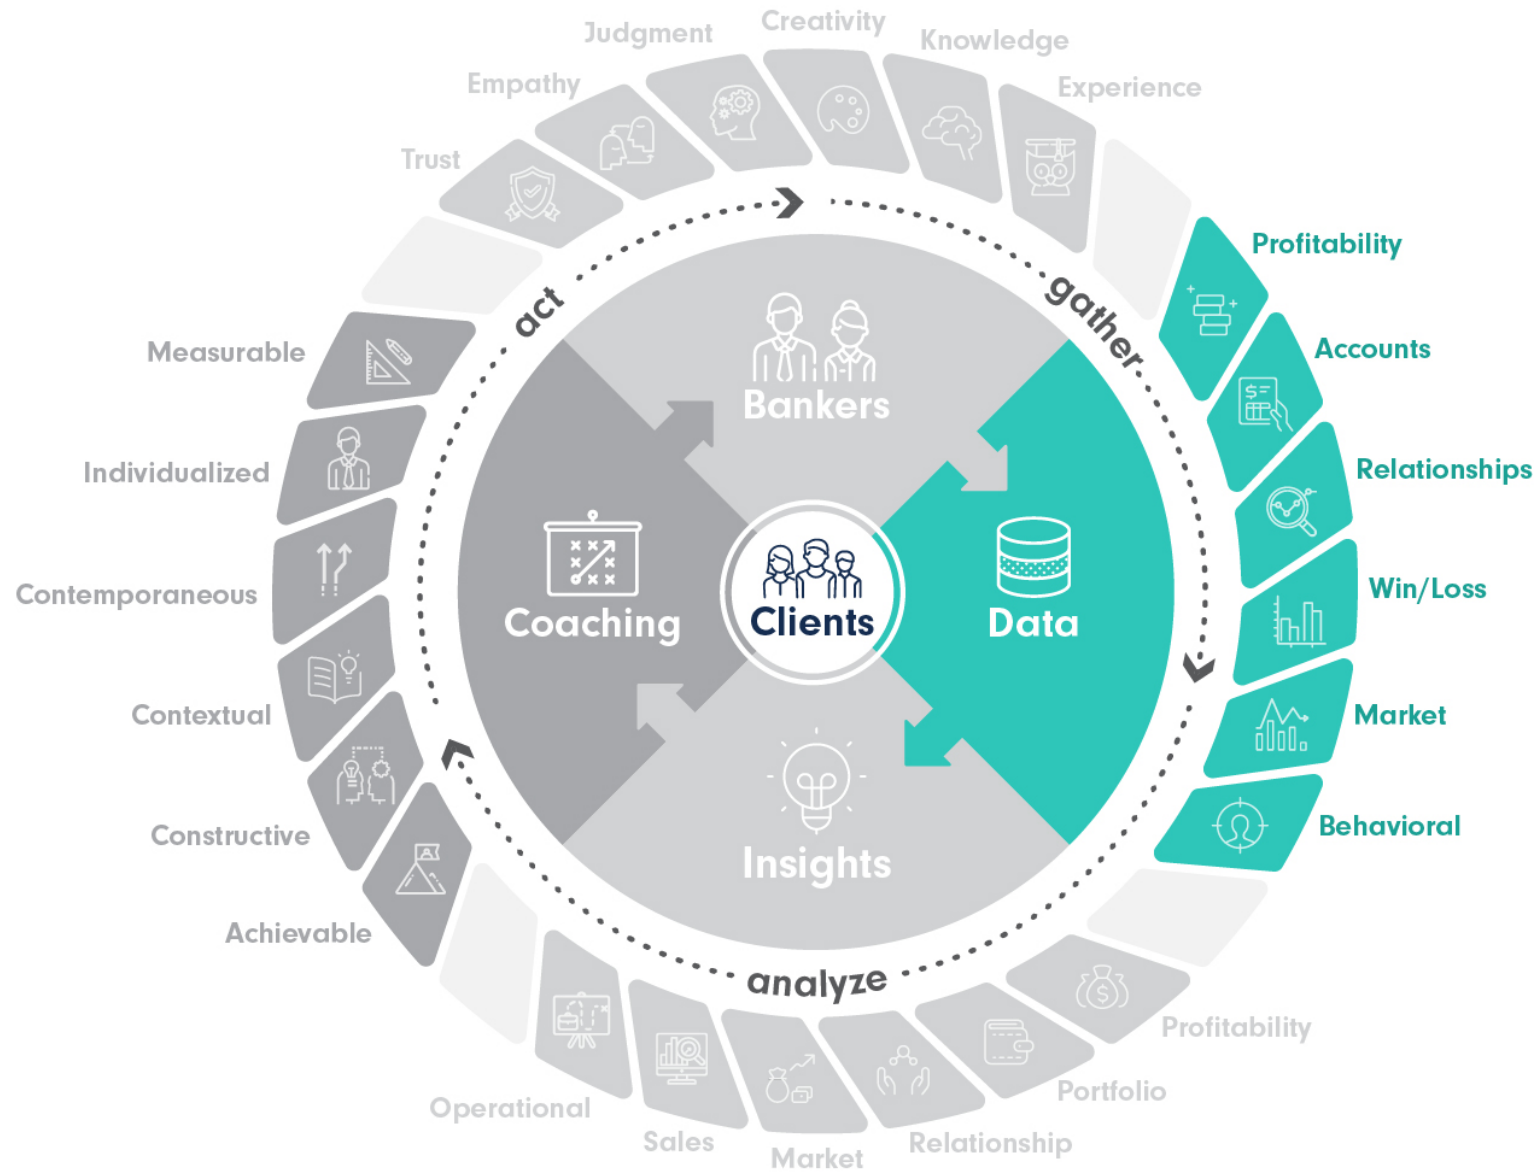 Creativity
Judgment
Knowledge
Empathy
Experience
Trust
Profitability
act
gather
Measurable
Accounts
Bankers
Individualized
Relationships
Contemporaneous
Coaching
Clients
Data
Win/Loss
Contextual
Market
Constructive
Behavioral
Insights
Achievable
analyze
Profitability
Operational
Portfolio
Sales
Relationship
Market